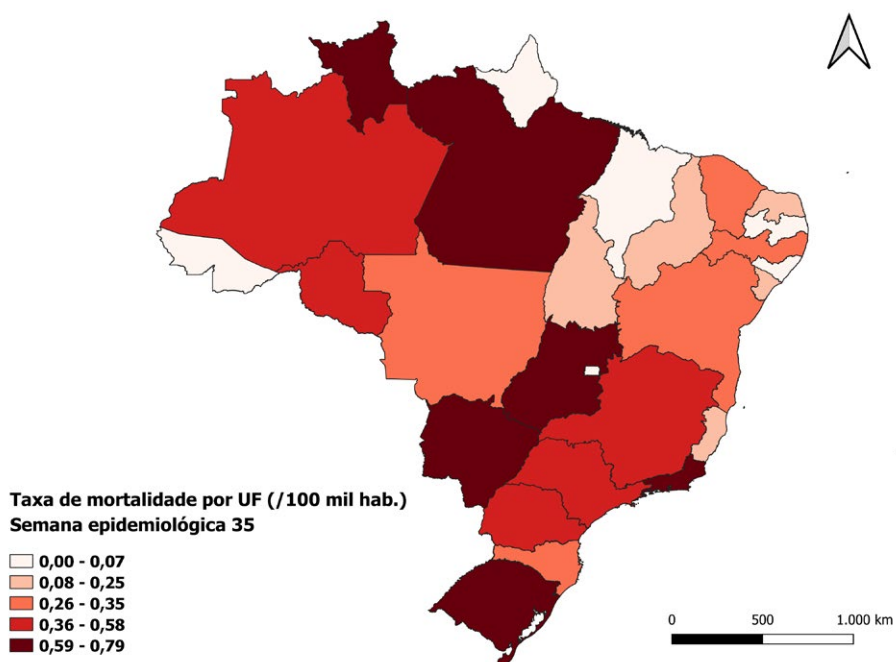 Taxa de mortalidade por UF (/100 mil hab.)
Semana epidemiológica 35
0,00 - 0,07
0,08 - 0,25
0,26 - 0,35
0,36 - 0,58
0,59 - 0,79
0 500 1.000 km